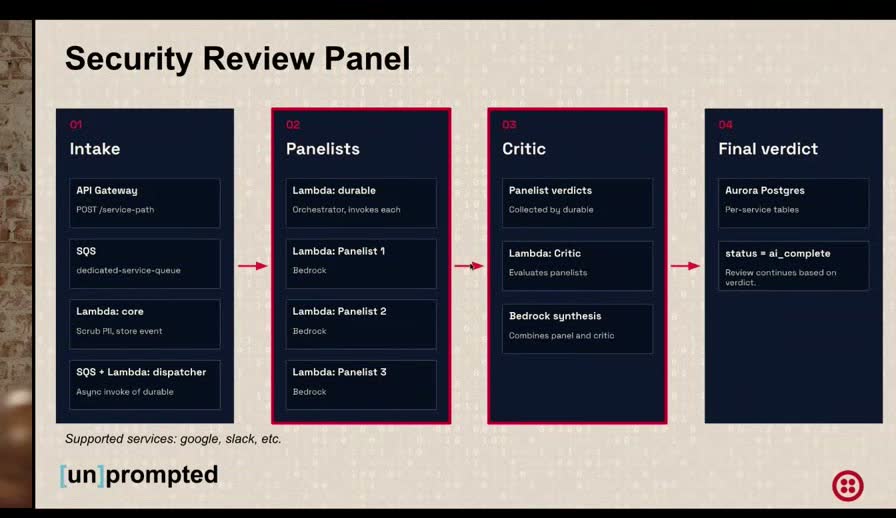 Security Review Panel
01
Intake
API Gateway
POST /service-path
SQS
dedicated-service-queue
Lambda: core
Scrub PII, store event
SQS + Lambda: dispatcher
Async invoke of durable
02
Panelists
Lambda: durable
Orchestrator, invokes each
Lambda: Panelist 1
Bedrock
Lambda: Panelist 2
Bedrock
Lambda: Panelist 3
Bedrock
03
Critic
Panelist verdicts
Collected by durable
Lambda: Critic
Evaluates panelists
Bedrock synthesis
Combines panel and critic
04
Final verdict
Aurora Postgres
Per-service tables
status = ai_complete
Review continues based on
verdict.
Supported services: google, slack, etc.
[un]prompted